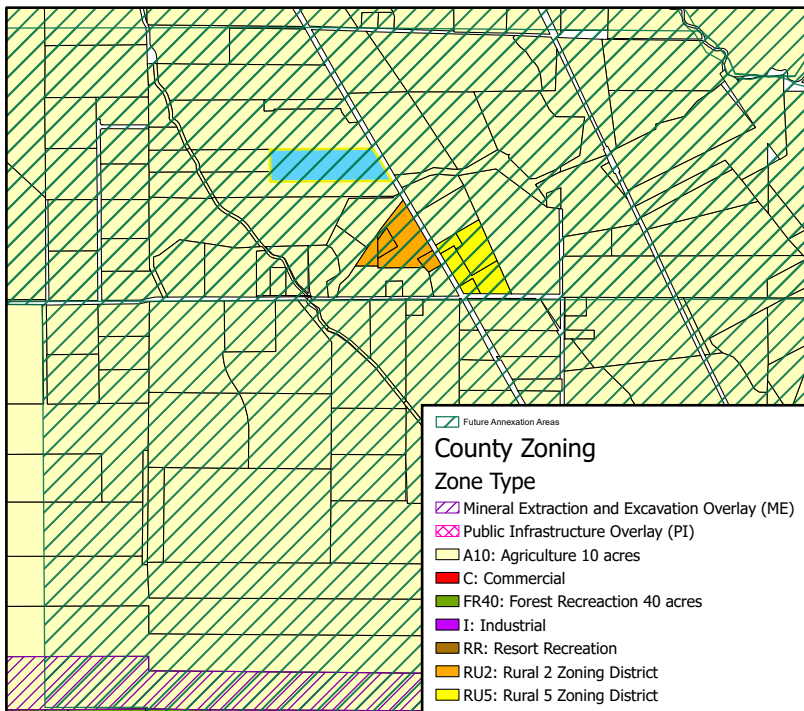 Future Annexation Areas
County Zoning
Zone Type
Mineral Extraction and Excavation Overlay (ME)
Public Infrastructure Overlay (PI)
A10: Agriculture 10 acres
C: Commercial
FR40: Forest Recreaction 40 acres
I: Industrial
RR: Resort Recreation
RU2: Rural 2 Zoning District
RU5: Rural 5 Zoning District